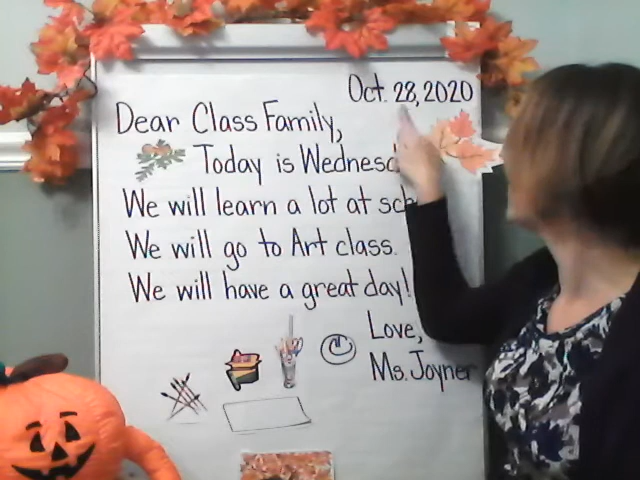 Oct. 28, 2020
Dear Class Family,
Today is
We will learn a lot at
We will go to Art class.
We will have a great day!
Love,
Ms. Joyner